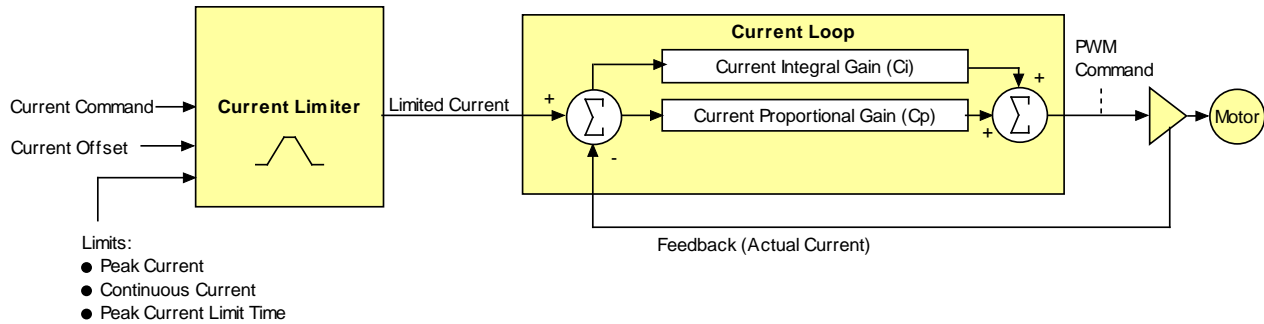 Current Loop
PWM
Command
Current Integral Gain (Ci)
+
+
Current Command
Current Limiter
Limited Current
+
Σ
Current Proportional Gain (Cp)
+
Σ
Motor
Current Offset
-
Feedback (Actual Current)
Limits:
● Peak Current
● Continuous Current
● Peak Current Limit Time